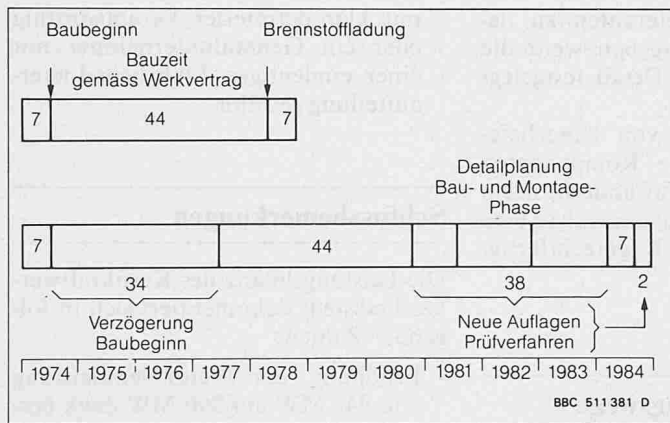 Baubeginn
Brennstoffladung
Bauzeit
gemäss Werkvertrag
7
44
7
Detailplanung
Bau- und Montage-
Phase
7
44
7
34
38
2
Verzögerung
Baubeginn
Neue Auflagen
Prüfverfahren
1974 1975 1976 1977 1978 1979 1980 1981 1982 1983 1984
BBC 511381 D